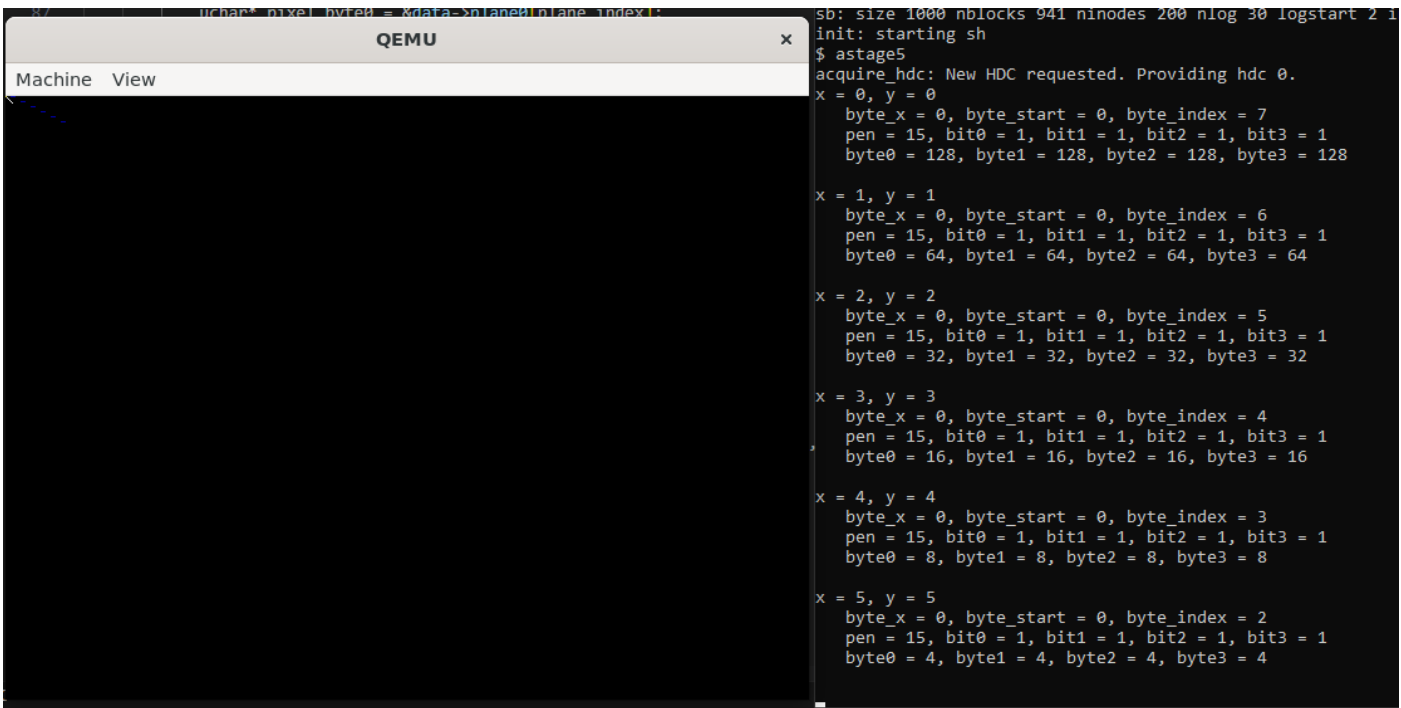 87 uchar* pixel_byte0 = &data->plane0[plane_index];
QEMU ×
Machine View
sb: size 1000 nblocks 941 ninodes 200 nlog 30 logstart 2 i
init: starting sh
$ astage5
acquire_hdc: New HDC requested. Providing hdc 0.
x = 0, y = 0
byte_x = 0, byte_start = 0, byte_index = 7
pen = 15, bit0 = 1, bit1 = 1, bit2 = 1, bit3 = 1
byte0 = 128, byte1 = 128, byte2 = 128, byte3 = 128
x = 1, y = 1
byte_x = 0, byte_start = 0, byte_index = 6
pen = 15, bit0 = 1, bit1 = 1, bit2 = 1, bit3 = 1
byte0 = 64, byte1 = 64, byte2 = 64, byte3 = 64
x = 2, y = 2
byte_x = 0, byte_start = 0, byte_index = 5
pen = 15, bit0 = 1, bit1 = 1, bit2 = 1, bit3 = 1
byte0 = 32, byte1 = 32, byte2 = 32, byte3 = 32
x = 3, y = 3
byte_x = 0, byte_start = 0, byte_index = 4
pen = 15, bit0 = 1, bit1 = 1, bit2 = 1, bit3 = 1
byte0 = 16, byte1 = 16, byte2 = 16, byte3 = 16
x = 4, y = 4
byte_x = 0, byte_start = 0, byte_index = 3
pen = 15, bit0 = 1, bit1 = 1, bit2 = 1, bit3 = 1
byte0 = 8, byte1 = 8, byte2 = 8, byte3 = 8
x = 5, y = 5
byte_x = 0, byte_start = 0, byte_index = 2
pen = 15, bit0 = 1, bit1 = 1, bit2 = 1, bit3 = 1
byte0 = 4, byte1 = 4, byte2 = 4, byte3 = 4